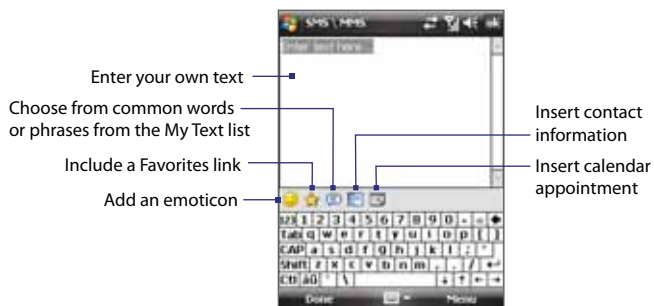 SMS \ MMS ok
Enter text here...
Enter your own text
Choose from common words
or phrases from the My Text list
Include a Favorites link
Add an emoticon
Insert contact
information
Insert calendar
appointment
123 1 2 3 4 5 6 7 8 9 0 - =
Tab q w e r t y u i o p [ ]
CAP a s d f g h j k l ; '
Shift z x c v b n m , . /
Ctl áü ` \
Done Menu